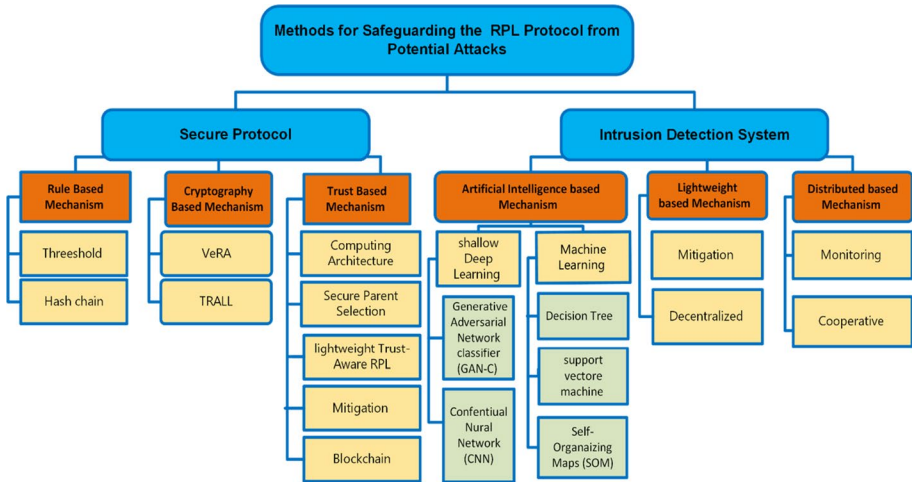 Methods for Safeguarding the RPL Protocol from
Potential Attacks
Secure Protocol
Intrusion Detection System
Rule Based
Mechanism
Cryptography
Based Mechanism
Trust Based
Mechanism
Artificial Intelligence based
Mechanism
Lightweight
based Mechanism
Distributed based
Mechanism
Threeshold
Hash chain
VeRA
TRALL
Computing
Architecture
Secure Parent
Selection
lightweight Trust-
Aware RPL
Mitigation
Blockchain
shallow
Deep
Learning
Generative
Adversarial
Network
classifier
(GAN-C)
Confentiual
Nural
Network
(CNN)
Machine
Learning
Decision Tree
support
vectore
machine
Self-
Organaizing
Maps (SOM)
Mitigation
Decentralized
Monitoring
Cooperative